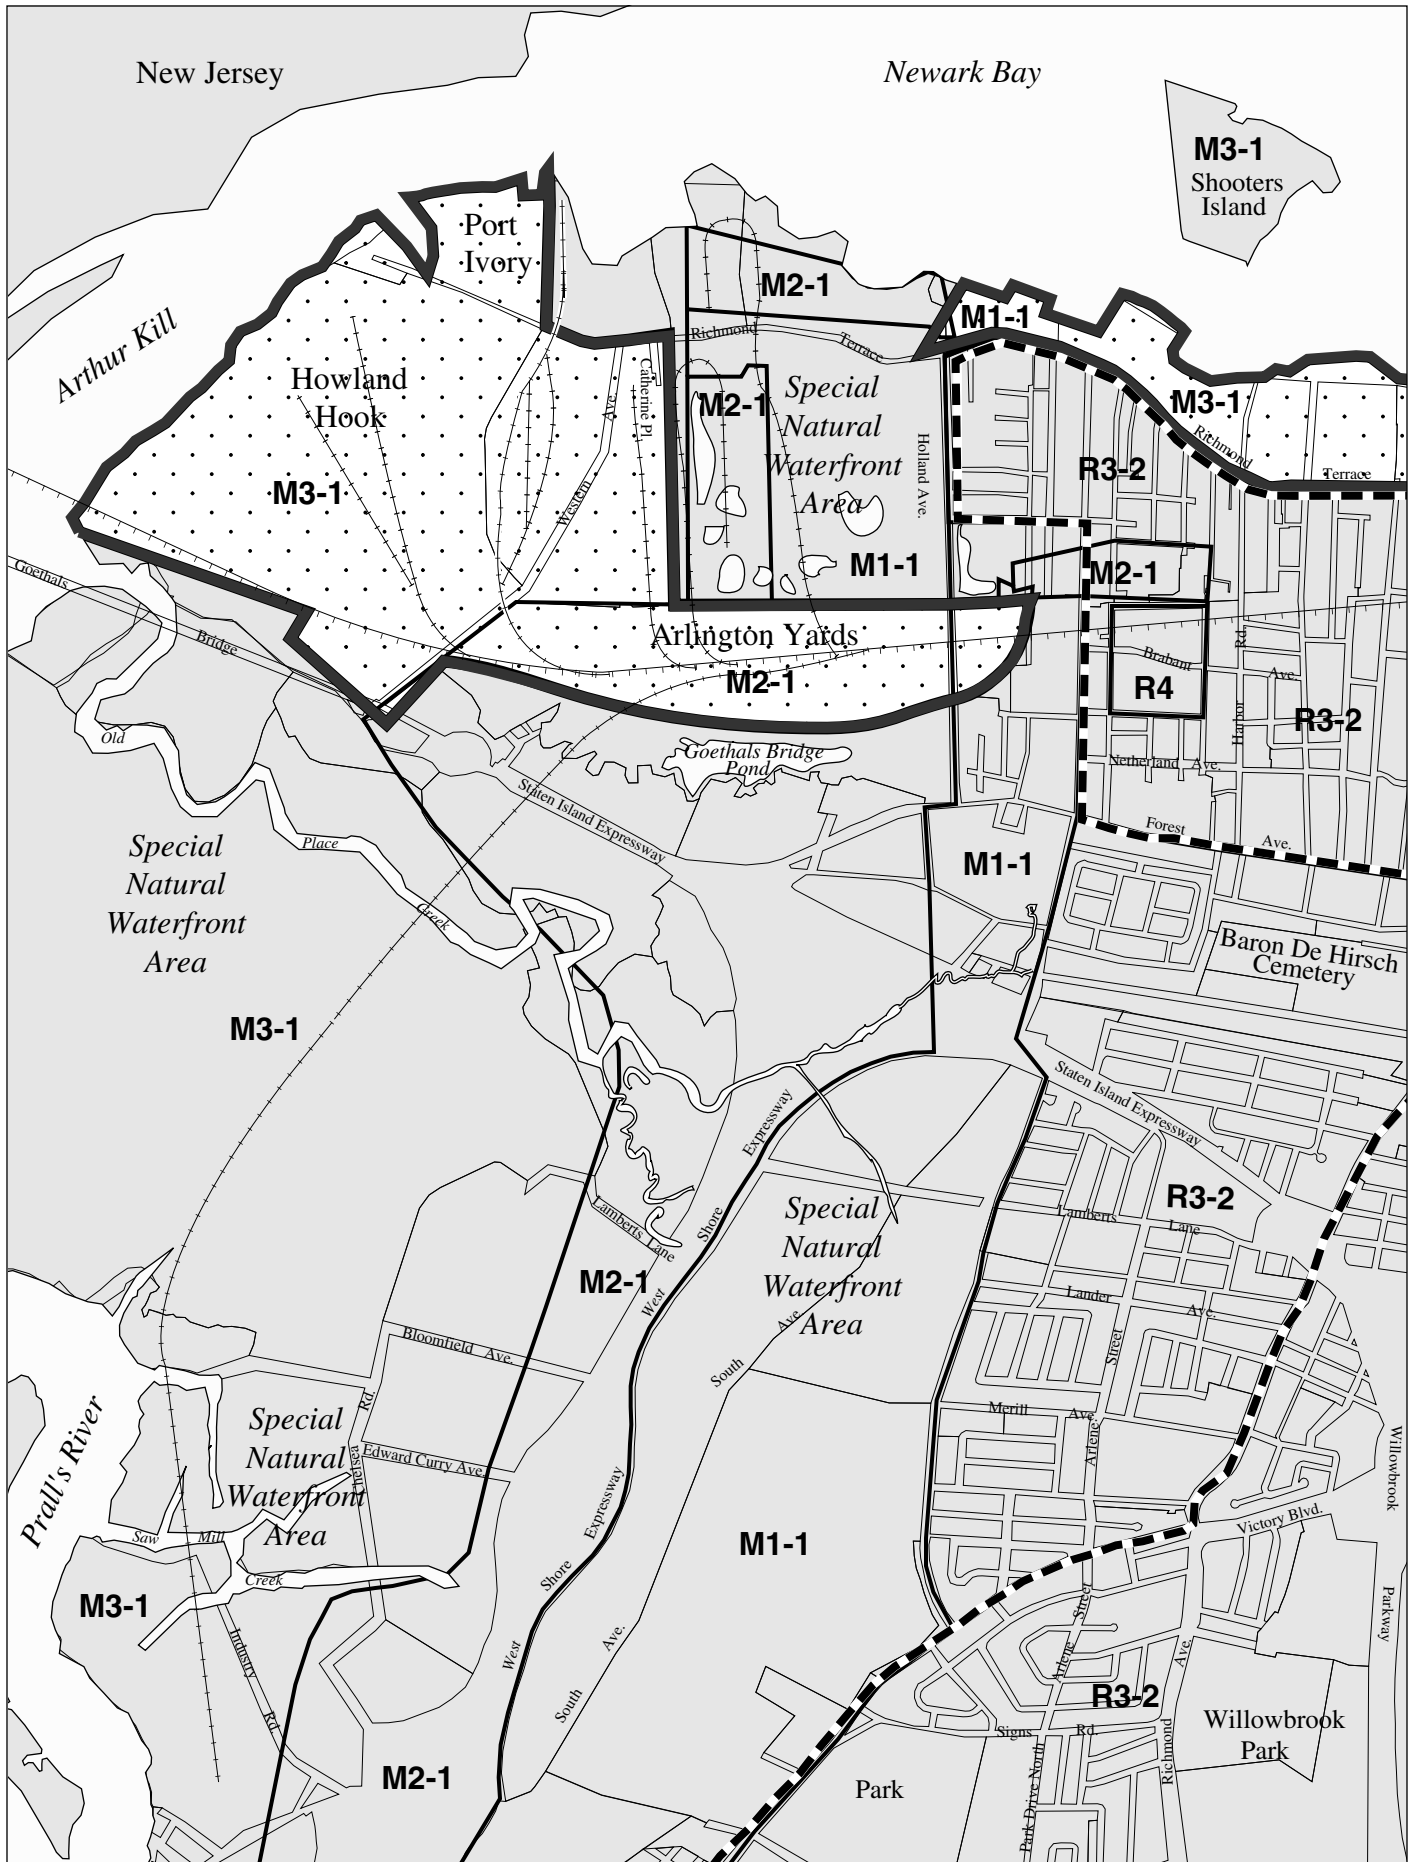 New Jersey
Newark Bay
M3-1
Shooters
Island
Port
Ivory
M2-1
M1-1
Arthur Kill
Richmond
Terrace
Howland
Hook
Catherine Pl.
Ave.
Western
M3-1
M2-1
Special
Natural
Waterfront
Area
Holland Ave.
M3-1
Richmond
Terrace
R3-2
M1-1
M2-1
Goethals
Bridge
Arlington Yards
M2-1
Brabant
Ave.
R4
Harbor
Rd.
R3-2
Old
Goethals Bridge
Pond
Netherland Ave.
Staten Island Expressway
Forest
Ave.
Place
Special
Natural
Waterfront
Area
M1-1
Creek
Baron De Hirsch
Cemetery
M3-1
Staten Island Expressway
Expressway
Shore
West
R3-2
Special
Natural
Waterfront
Area
Lamberts
Lane
Lamberts Lane
M2-1
Lander
Ave.
Street
Ave.
South
Bloomfield Ave.
Rd.
Chelsea
Edward Curry Ave.
Prall's River
Special
Natural
Waterfront
Area
Merill
Ave.
Arlene
Willowbrook
Parkway
Victory Blvd.
Saw
Mill
Creek
Expressway
Shore
West
M1-1
M3-1
Industry
Rd
Ave.
South
Street
Arlene
Ave.
Richmond
R3-2
Signs
Rd.
Willowbrook
Park
M2-1
Park
Park Drive North